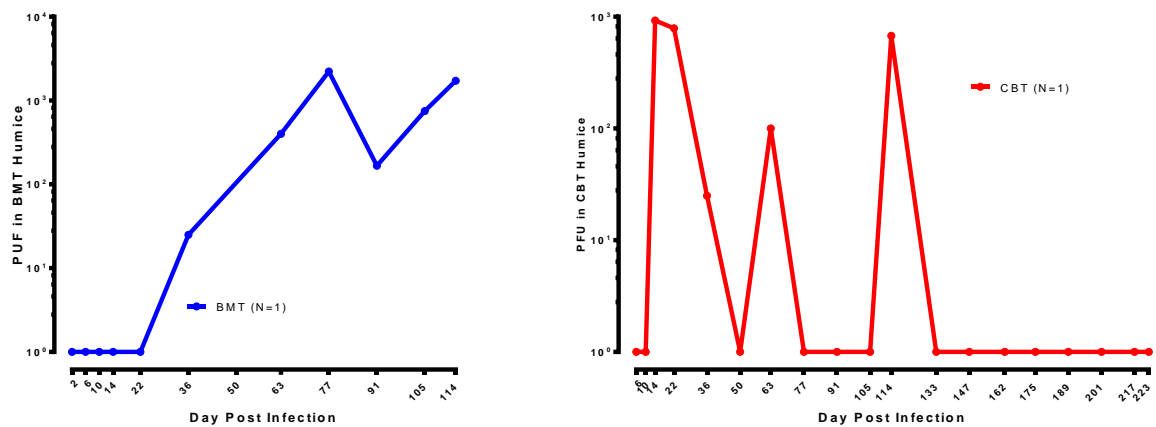 10⁴
10³
10²
10¹
10⁰
PUF in BMT Humice
BMT (N=1)
2 6 10 14 22 36 50 63 77 91 105 114
Day Post Infection
10³
10²
10¹
10⁰
PFU in CBT Humice
CBT (N=1)
6 10 14 22 36 50 63 77 91 105 114 133 147 162 175 189 201 217 223
Day Post Infection